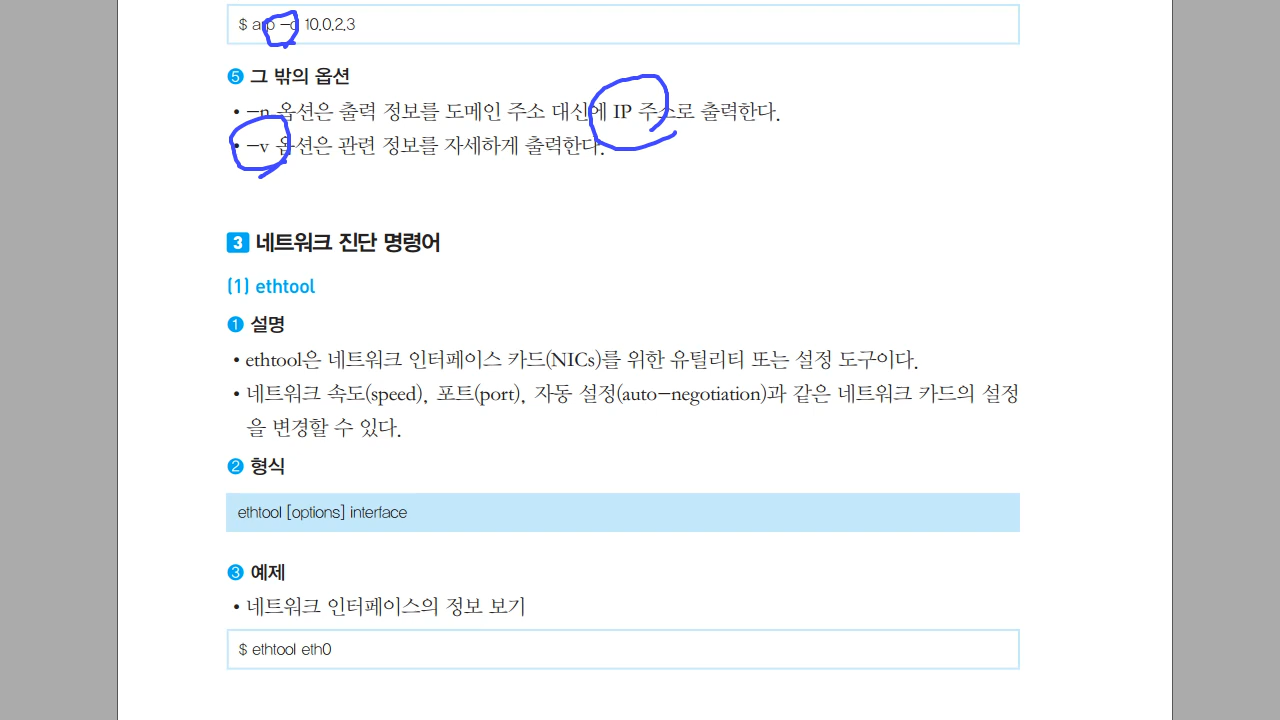 $ arp -d 10.0.2.3
❺ 그 밖의 옵션
• -n 옵션은 출력 정보를 도메인 주소 대신에 IP 주소로 출력한다.
• -v 옵션은 관련 정보를 자세하게 출력한다.
3 네트워크 진단 명령어
(1) ethtool
❶ 설명
• ethtool은 네트워크 인터페이스 카드(NICs)를 위한 유틸리티 또는 설정 도구이다.
• 네트워크 속도(speed), 포트(port), 자동 설정(auto-negotiation)과 같은 네트워크 카드의 설정
을 변경할 수 있다.
❷ 형식
ethtool [options] interface
❸ 예제
• 네트워크 인터페이스의 정보 보기
$ ethtool eth0